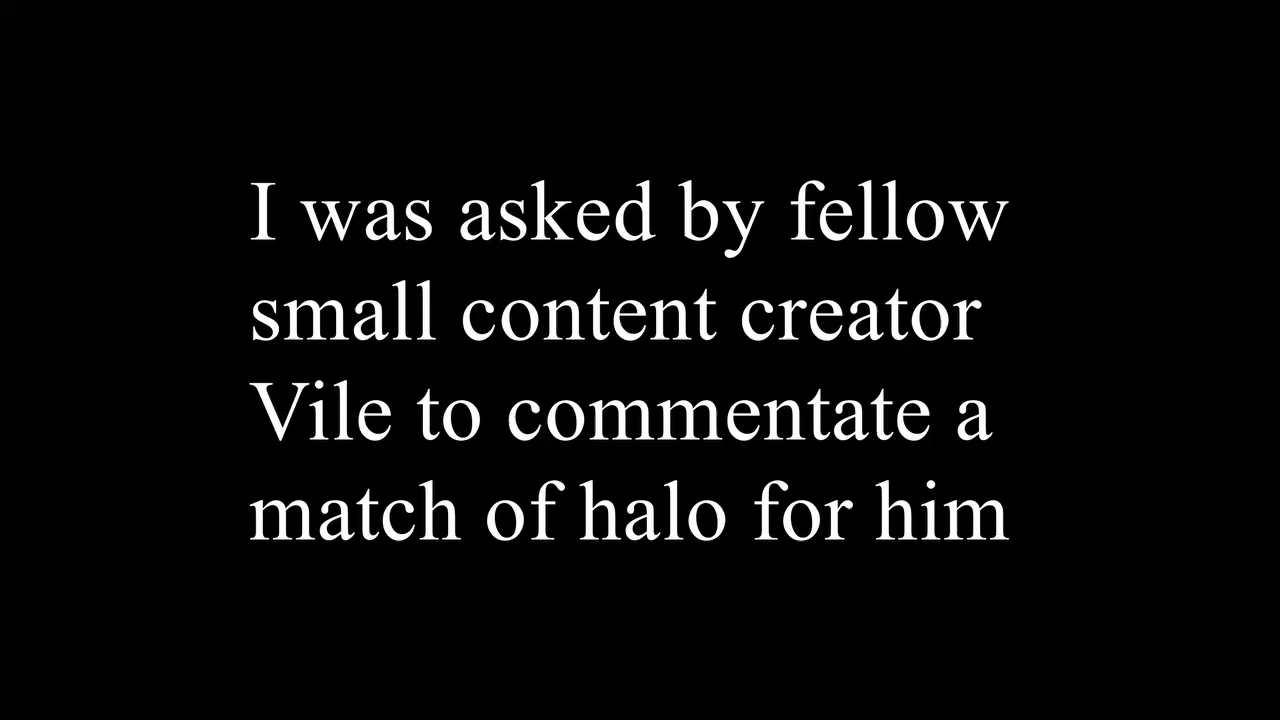 I was asked by fellow
small content creator
Vile to commentate a
match of halo for him